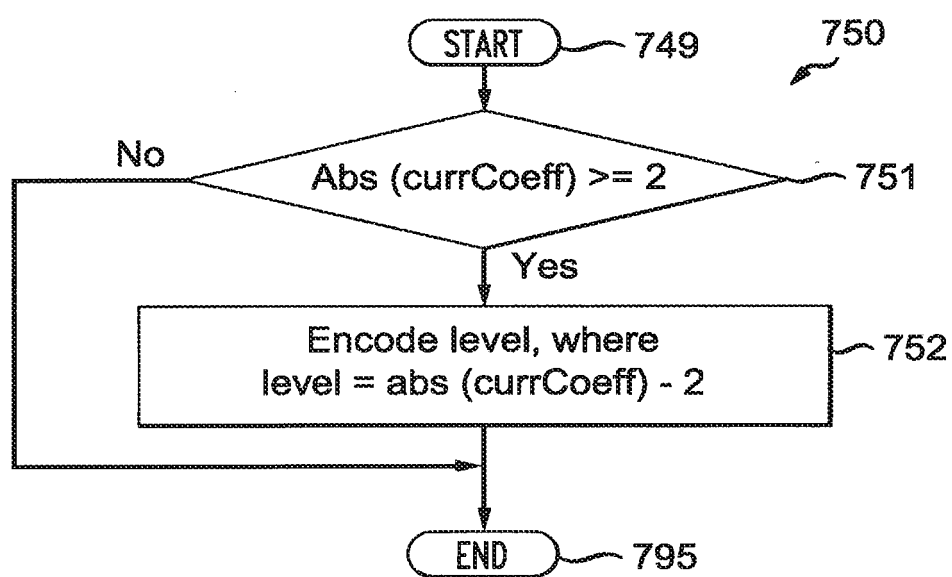 START
749
750
No
Abs (currCoeff) >= 2
751
Yes
Encode level, where
level = abs (currCoeff) - 2
752
END
795